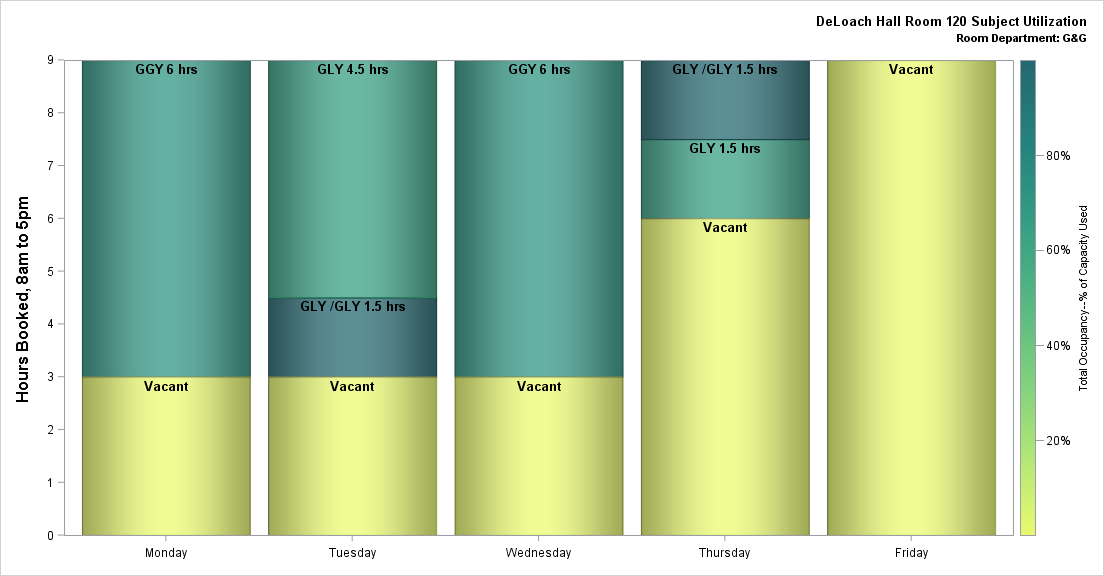 DeLoach Hall Room 120 Subject Utilization
Room Department: G&G
Hours Booked, 8am to 5pm
9
8
7
6
5
4
3
2
1
0
GGY 6 hrs
Vacant
GLY 4.5 hrs
GLY /GLY 1.5 hrs
Vacant
GGY 6 hrs
Vacant
GLY /GLY 1.5 hrs
GLY 1.5 hrs
Vacant
Vacant
Monday
Tuesday
Wednesday
Thursday
Friday
80%
60%
40%
20%
Total Occupancy--% of Capacity Used